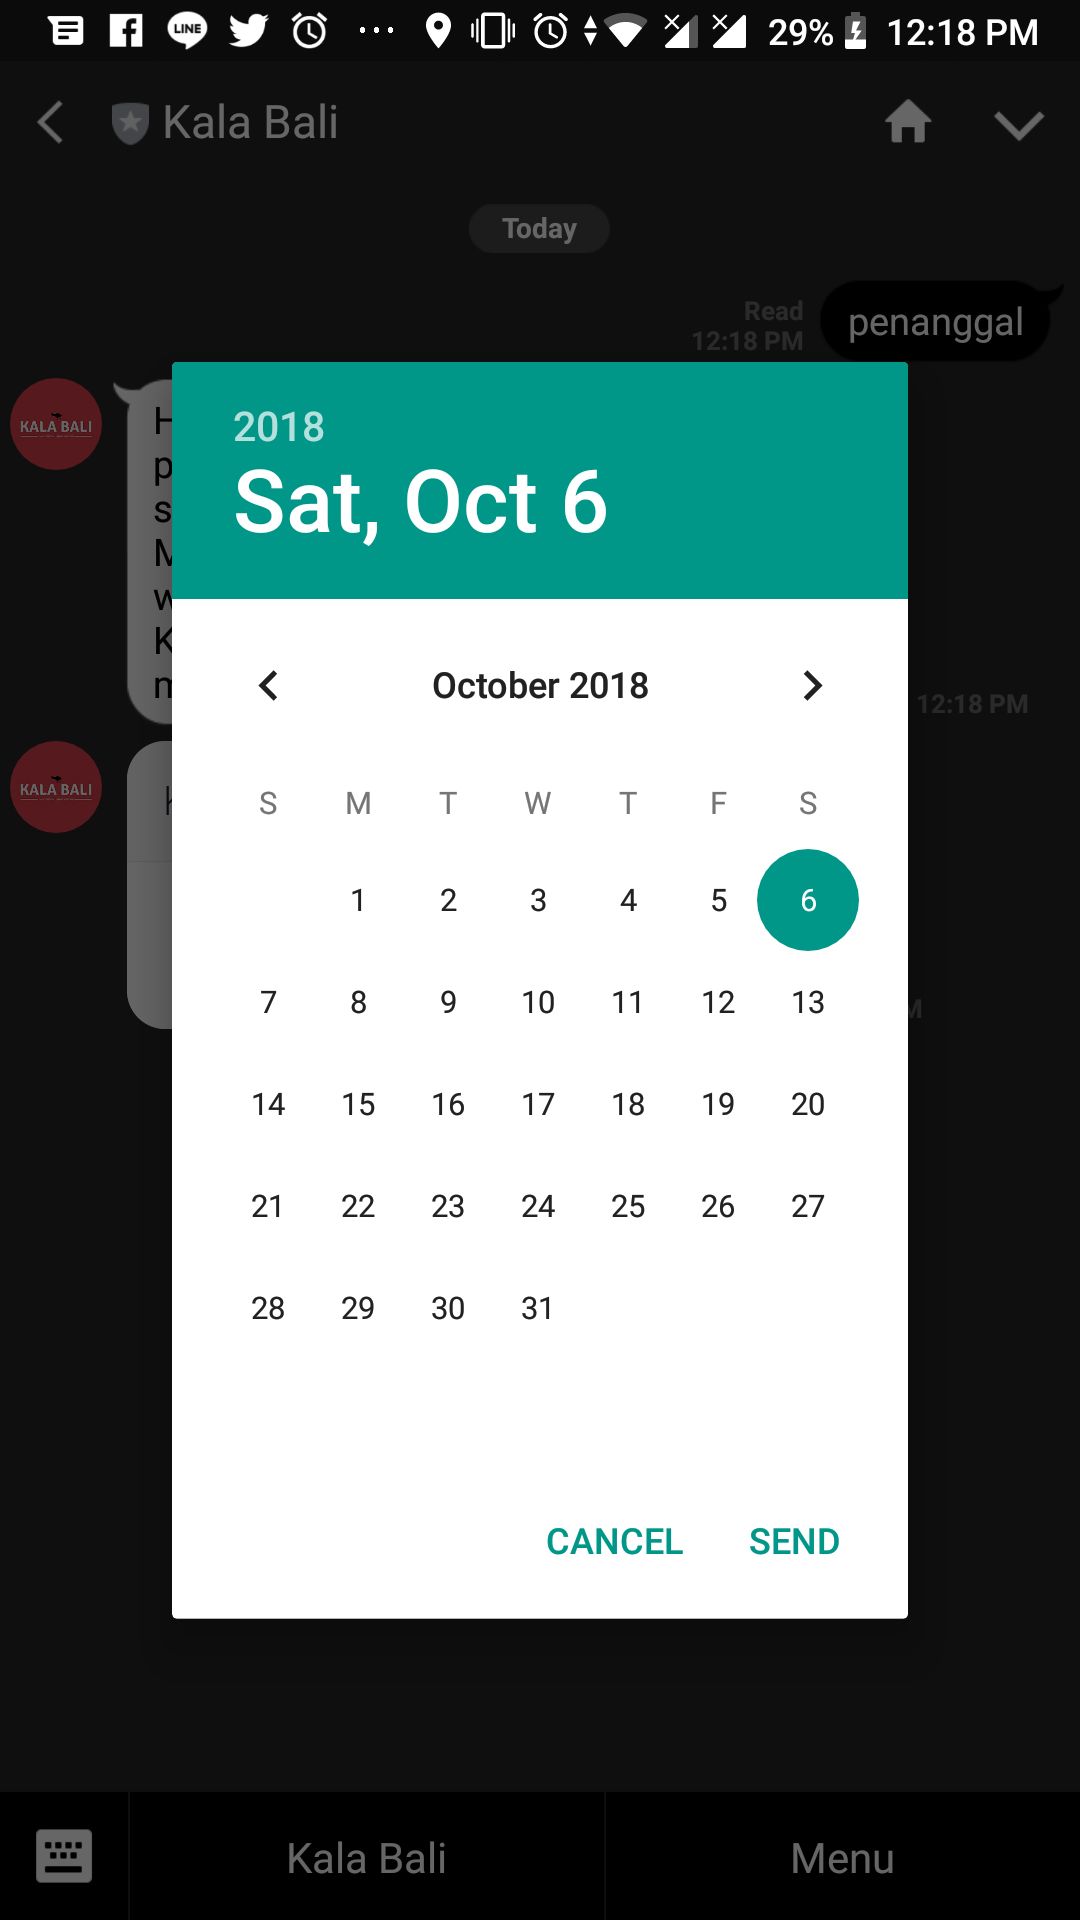 LINE 29% 12:18 PM
Kala Bali
Today
Read
12:18 PM
penanggal
KALA BALI
12:18 PM
KALA BALI
2018
Sat, Oct 6
October 2018
S M T W T F S
1 2 3 4 5 6
7 8 9 10 11 12 13
14 15 16 17 18 19 20
21 22 23 24 25 26 27
28 29 30 31
CANCEL SEND
Kala Bali Menu